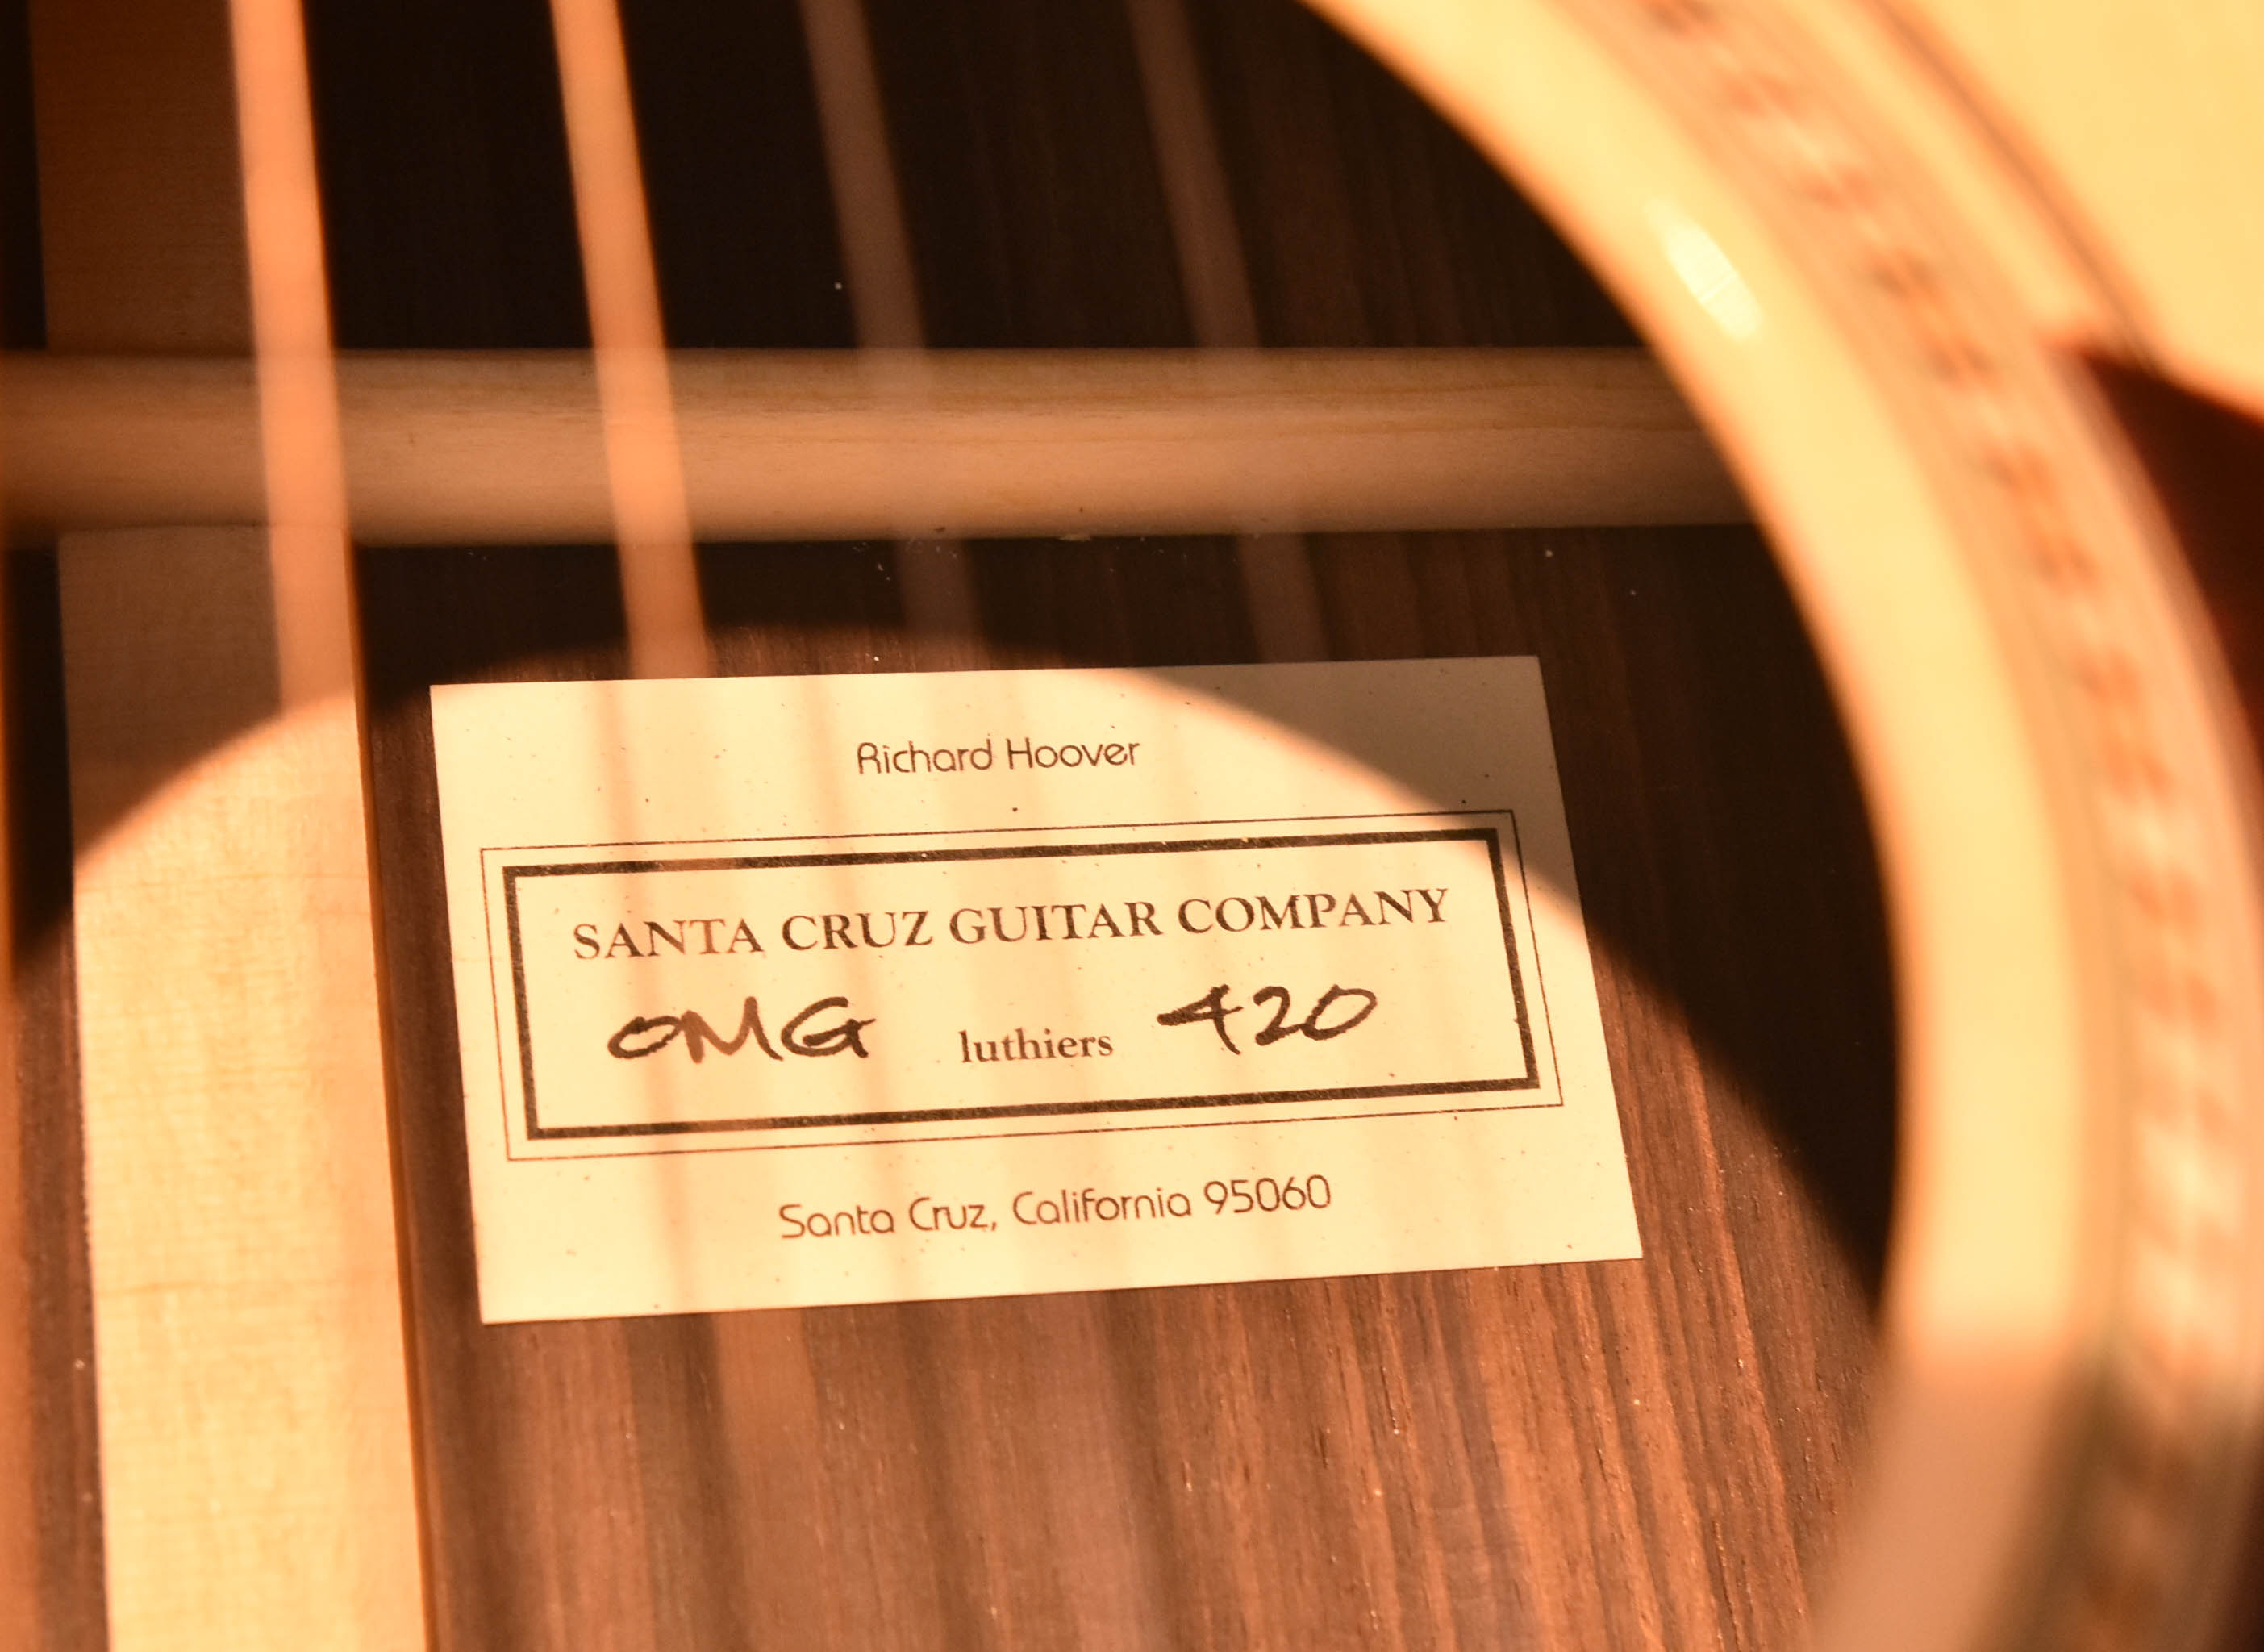 Richard Hoover
SANTA CRUZ GUITAR COMPANY
OMG luthiers 420
Santa Cruz, California 95060